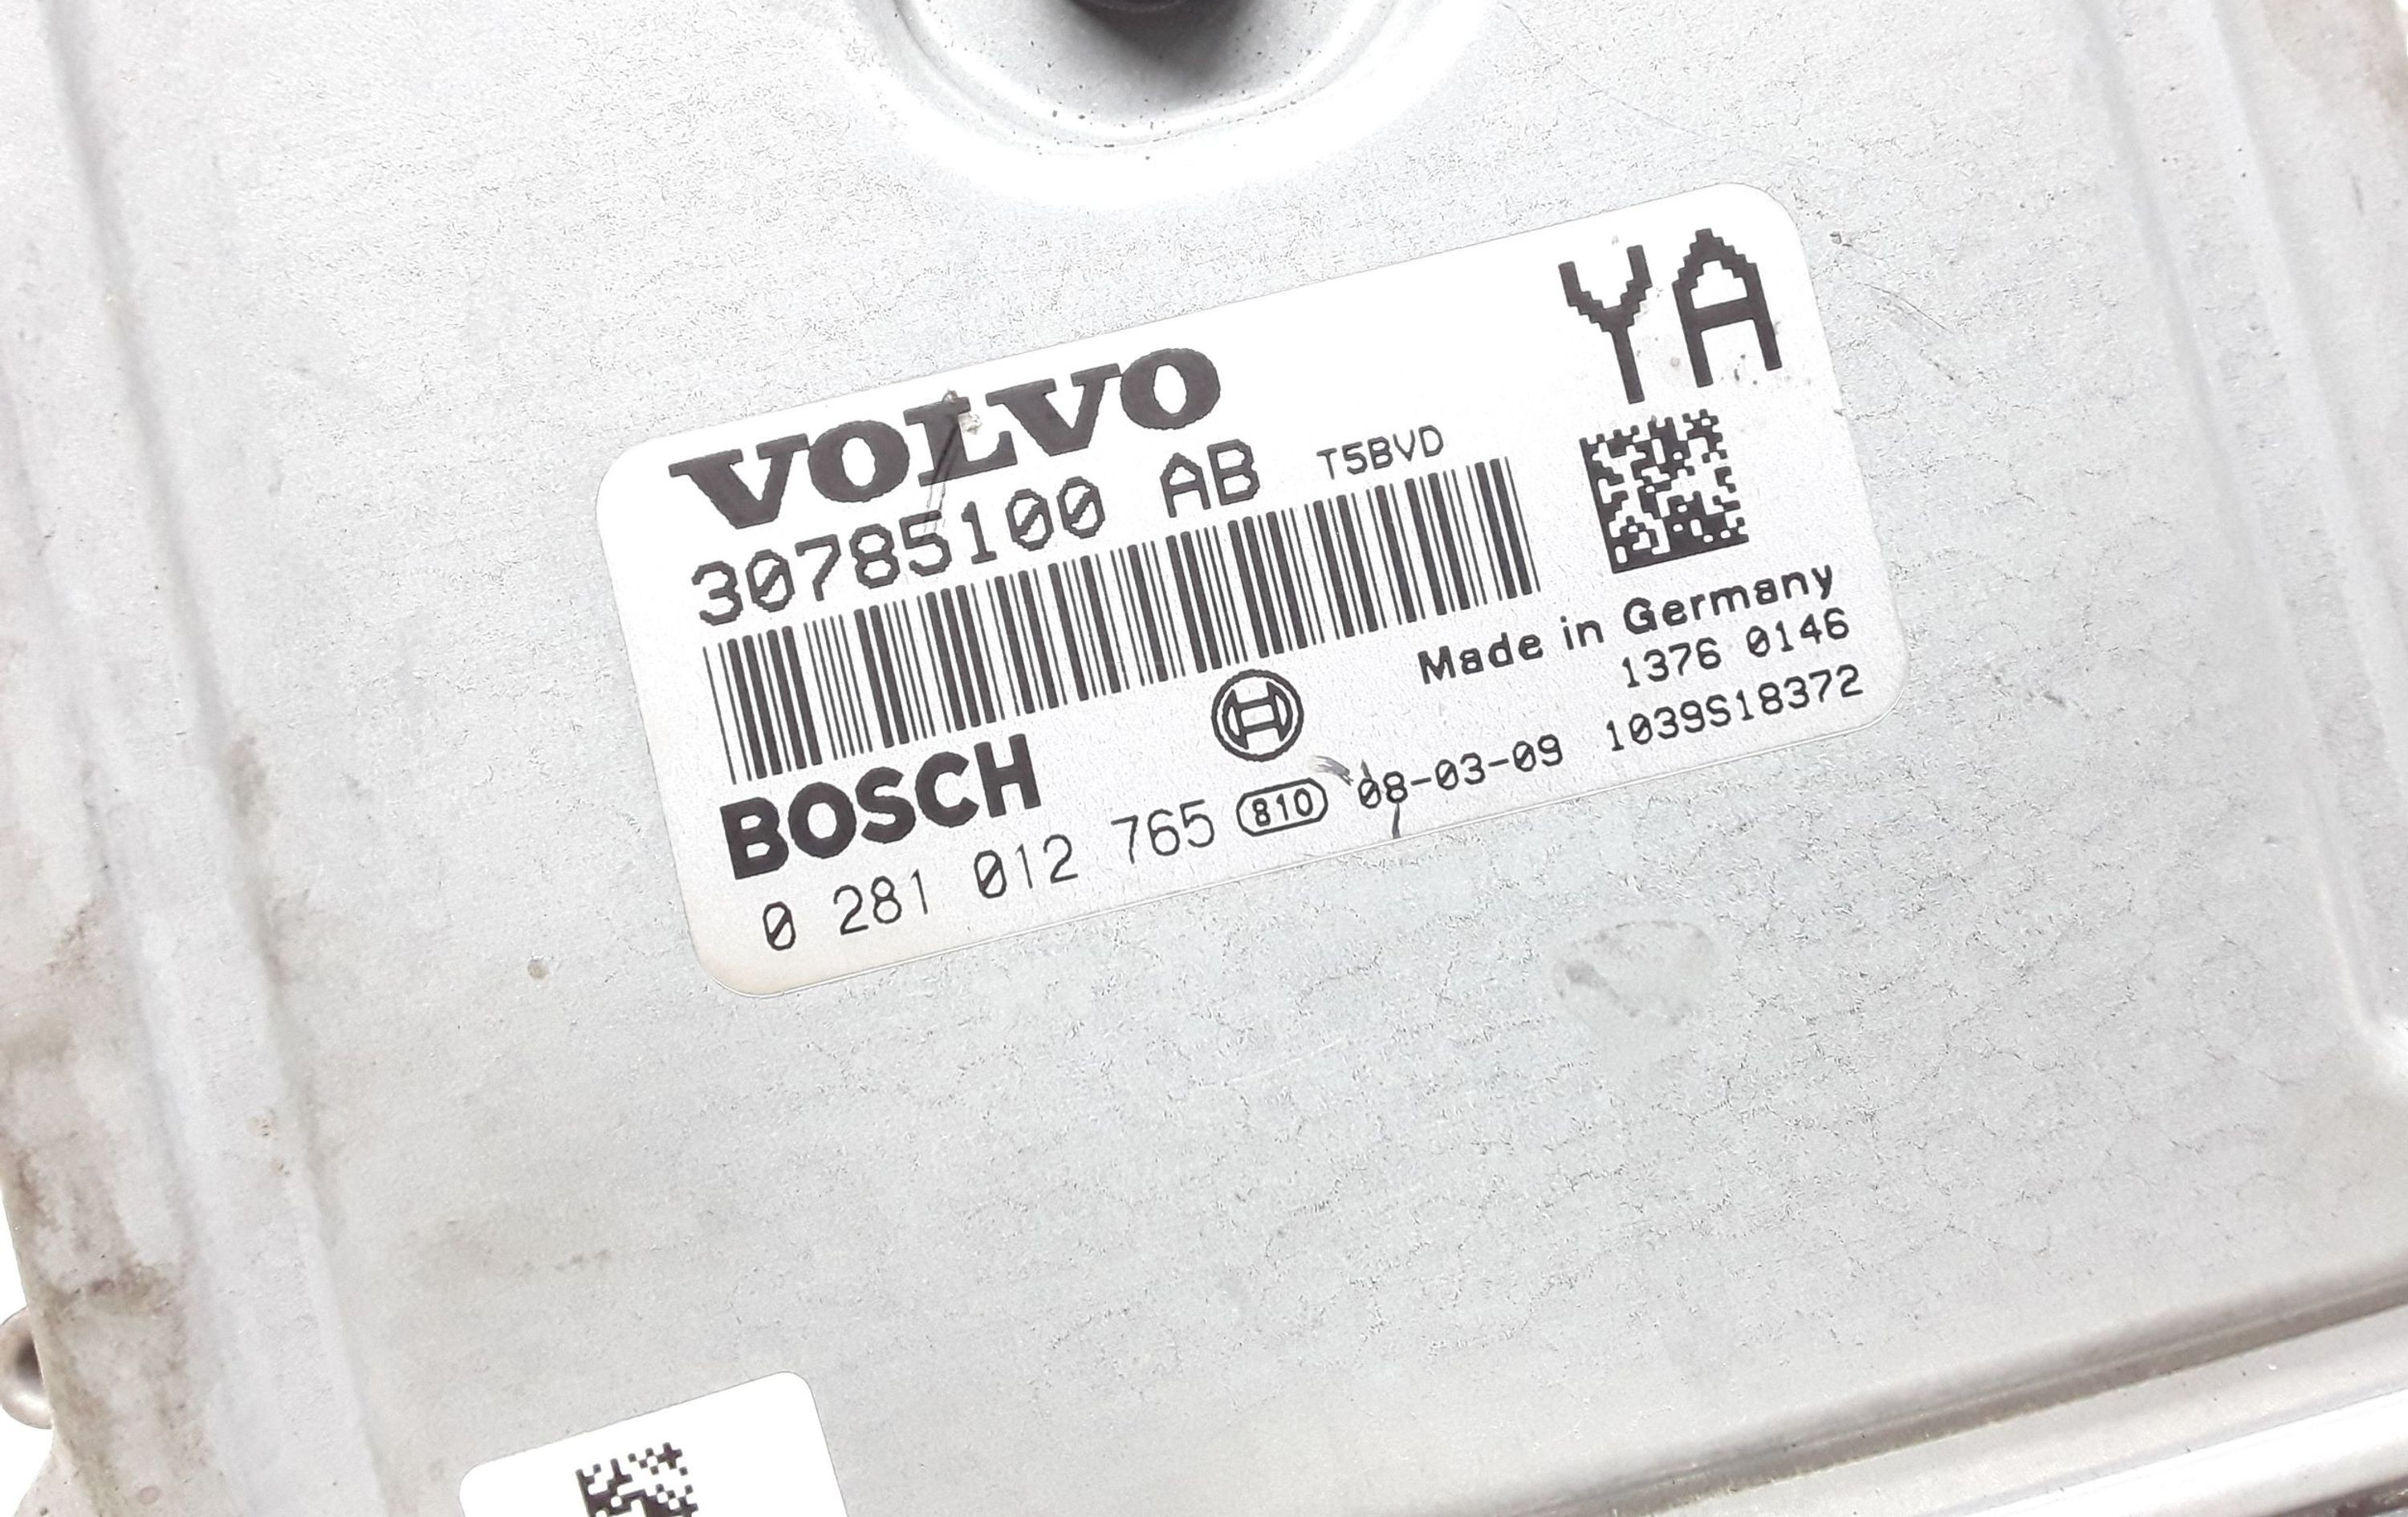 YA
VOLVO
30785100 AB T5BVD
Made in Germany
1376 0146
BOSCH
0 281 012 765 810 08-03-09 1039S18372